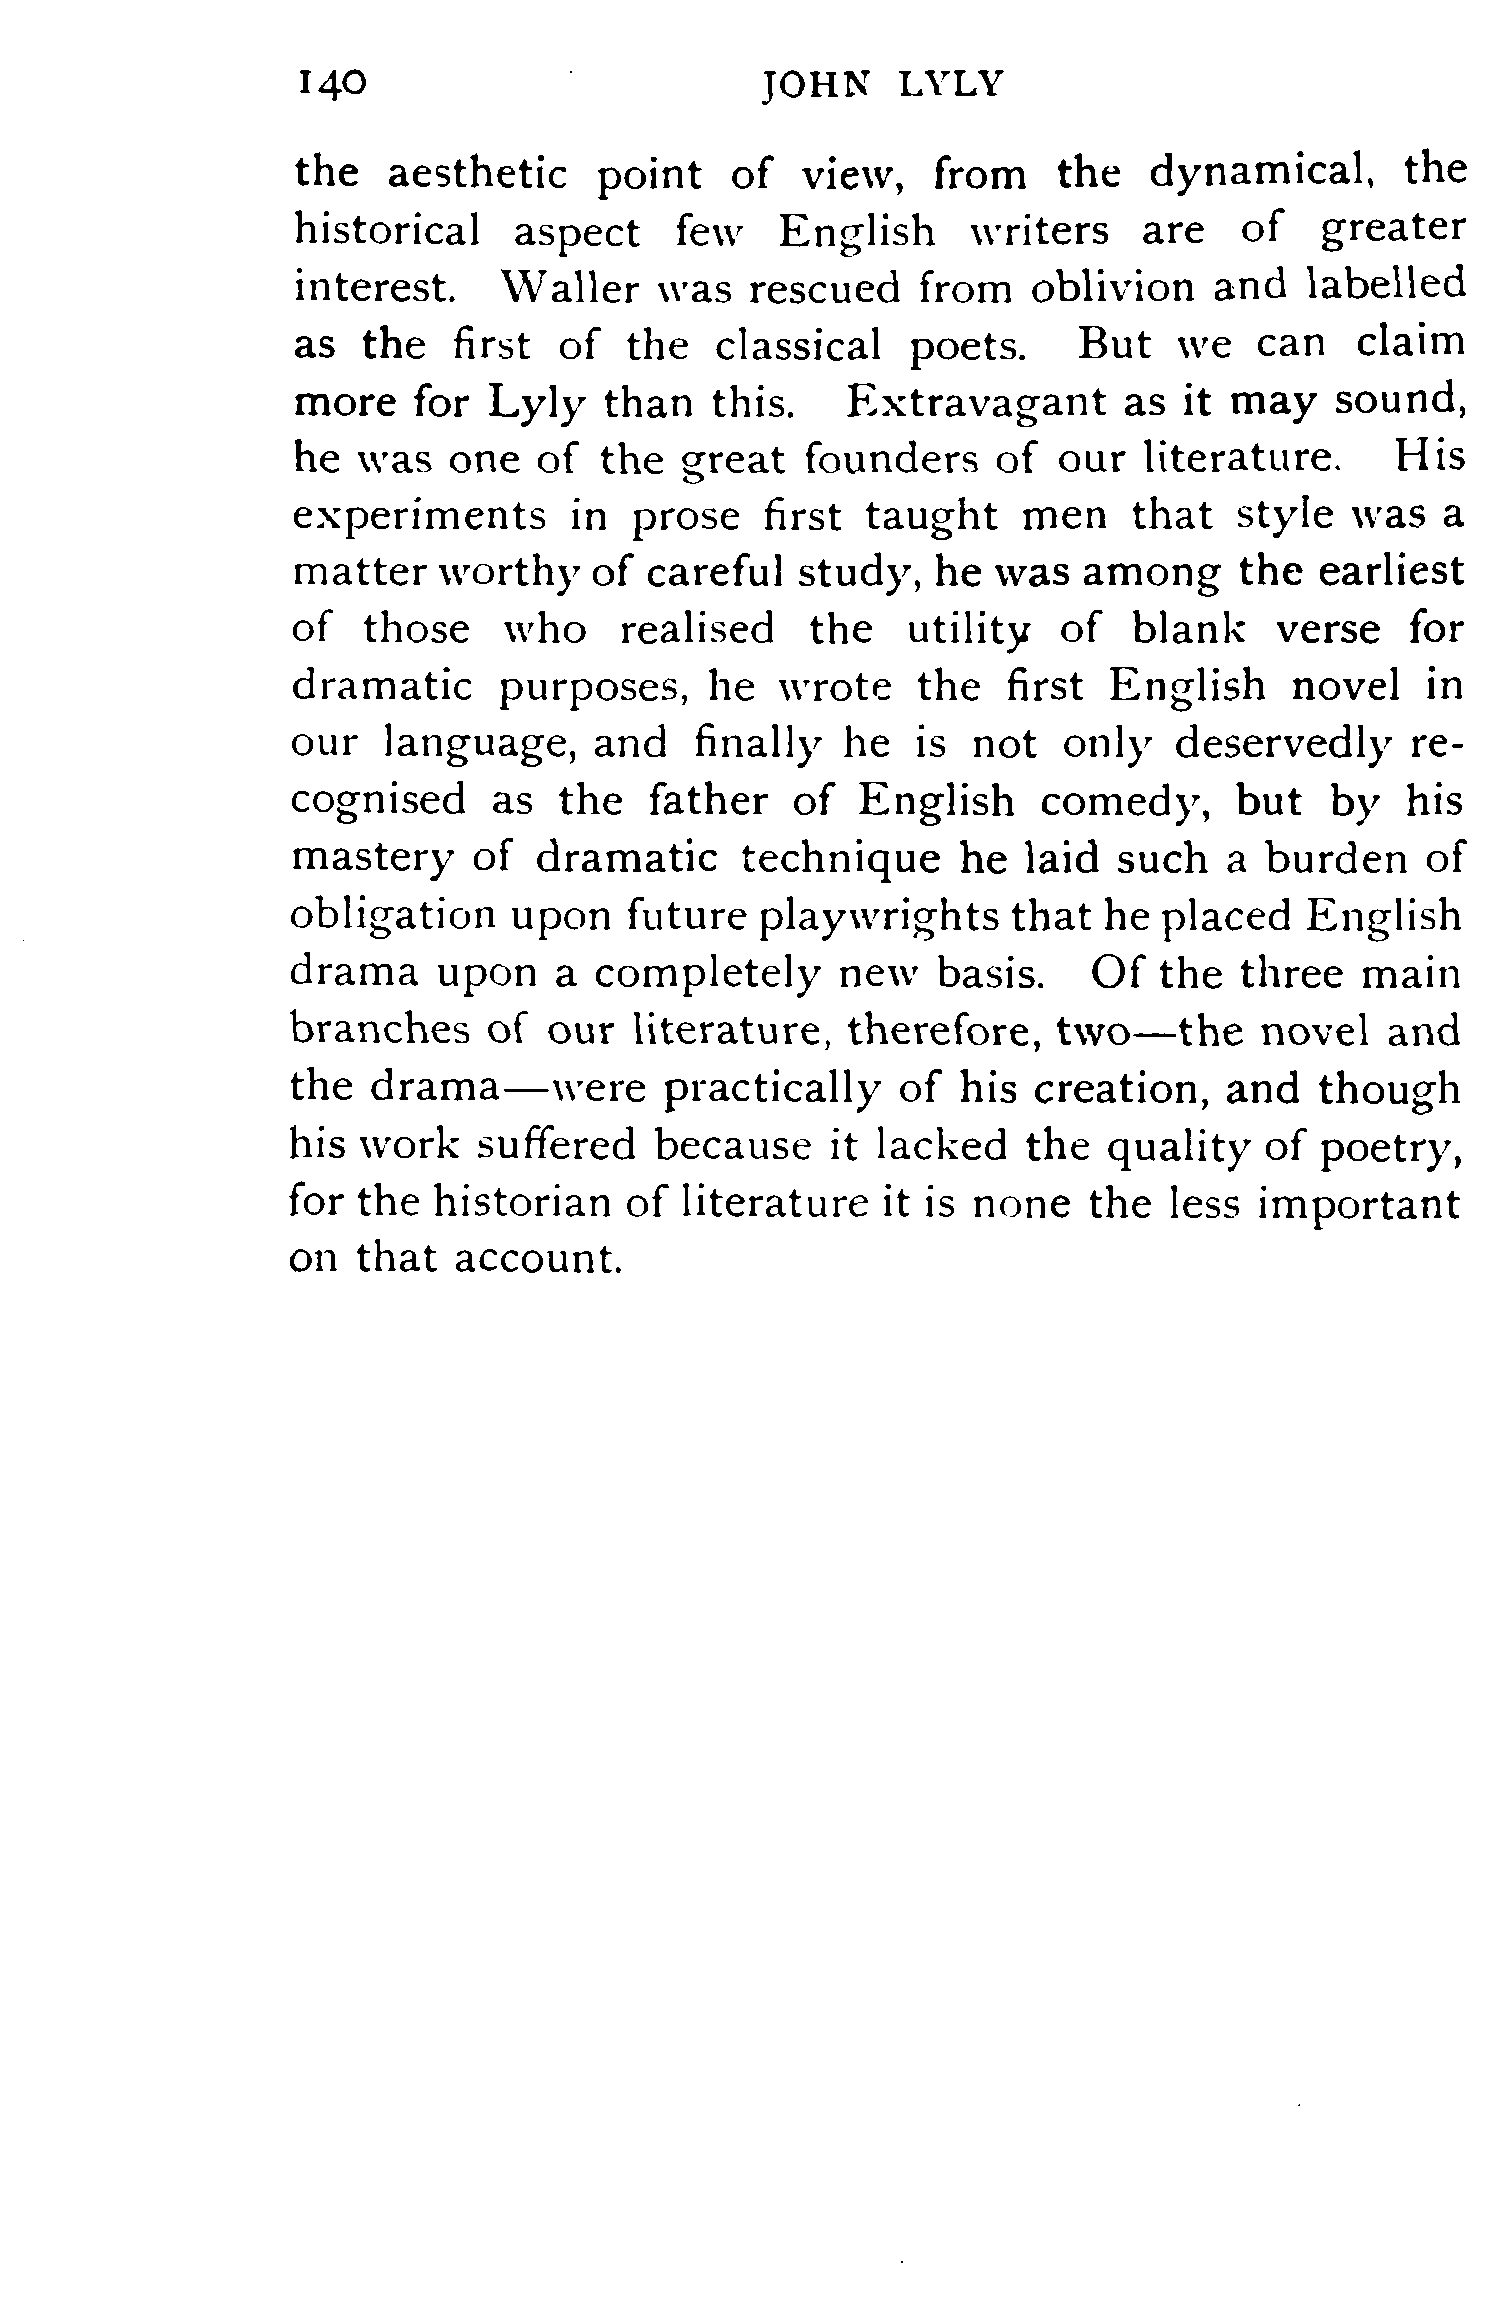 140 JOHN LYLY
the aesthetic point of view, from the dynamical, the
historical aspect few English writers are of greater
interest. Waller was rescued from oblivion and labelled
as the first of the classical poets. But we can claim
more for Lyly than this. Extravagant as it may sound,
he was one of the great founders of our literature. His
experiments in prose first taught men that style was a
matter worthy of careful study, he was among the earliest
of those who realised the utility of blank verse for
dramatic purposes, he wrote the first English novel in
our language, and finally he is not only deservedly re-
cognised as the father of English comedy, but by his
mastery of dramatic technique he laid such a burden of
obligation upon future playwrights that he placed English
drama upon a completely new basis. Of the three main
branches of our literature, therefore, two—the novel and
the drama—were practically of his creation, and though
his work suffered because it lacked the quality of poetry,
for the historian of literature it is none the less important
on that account.